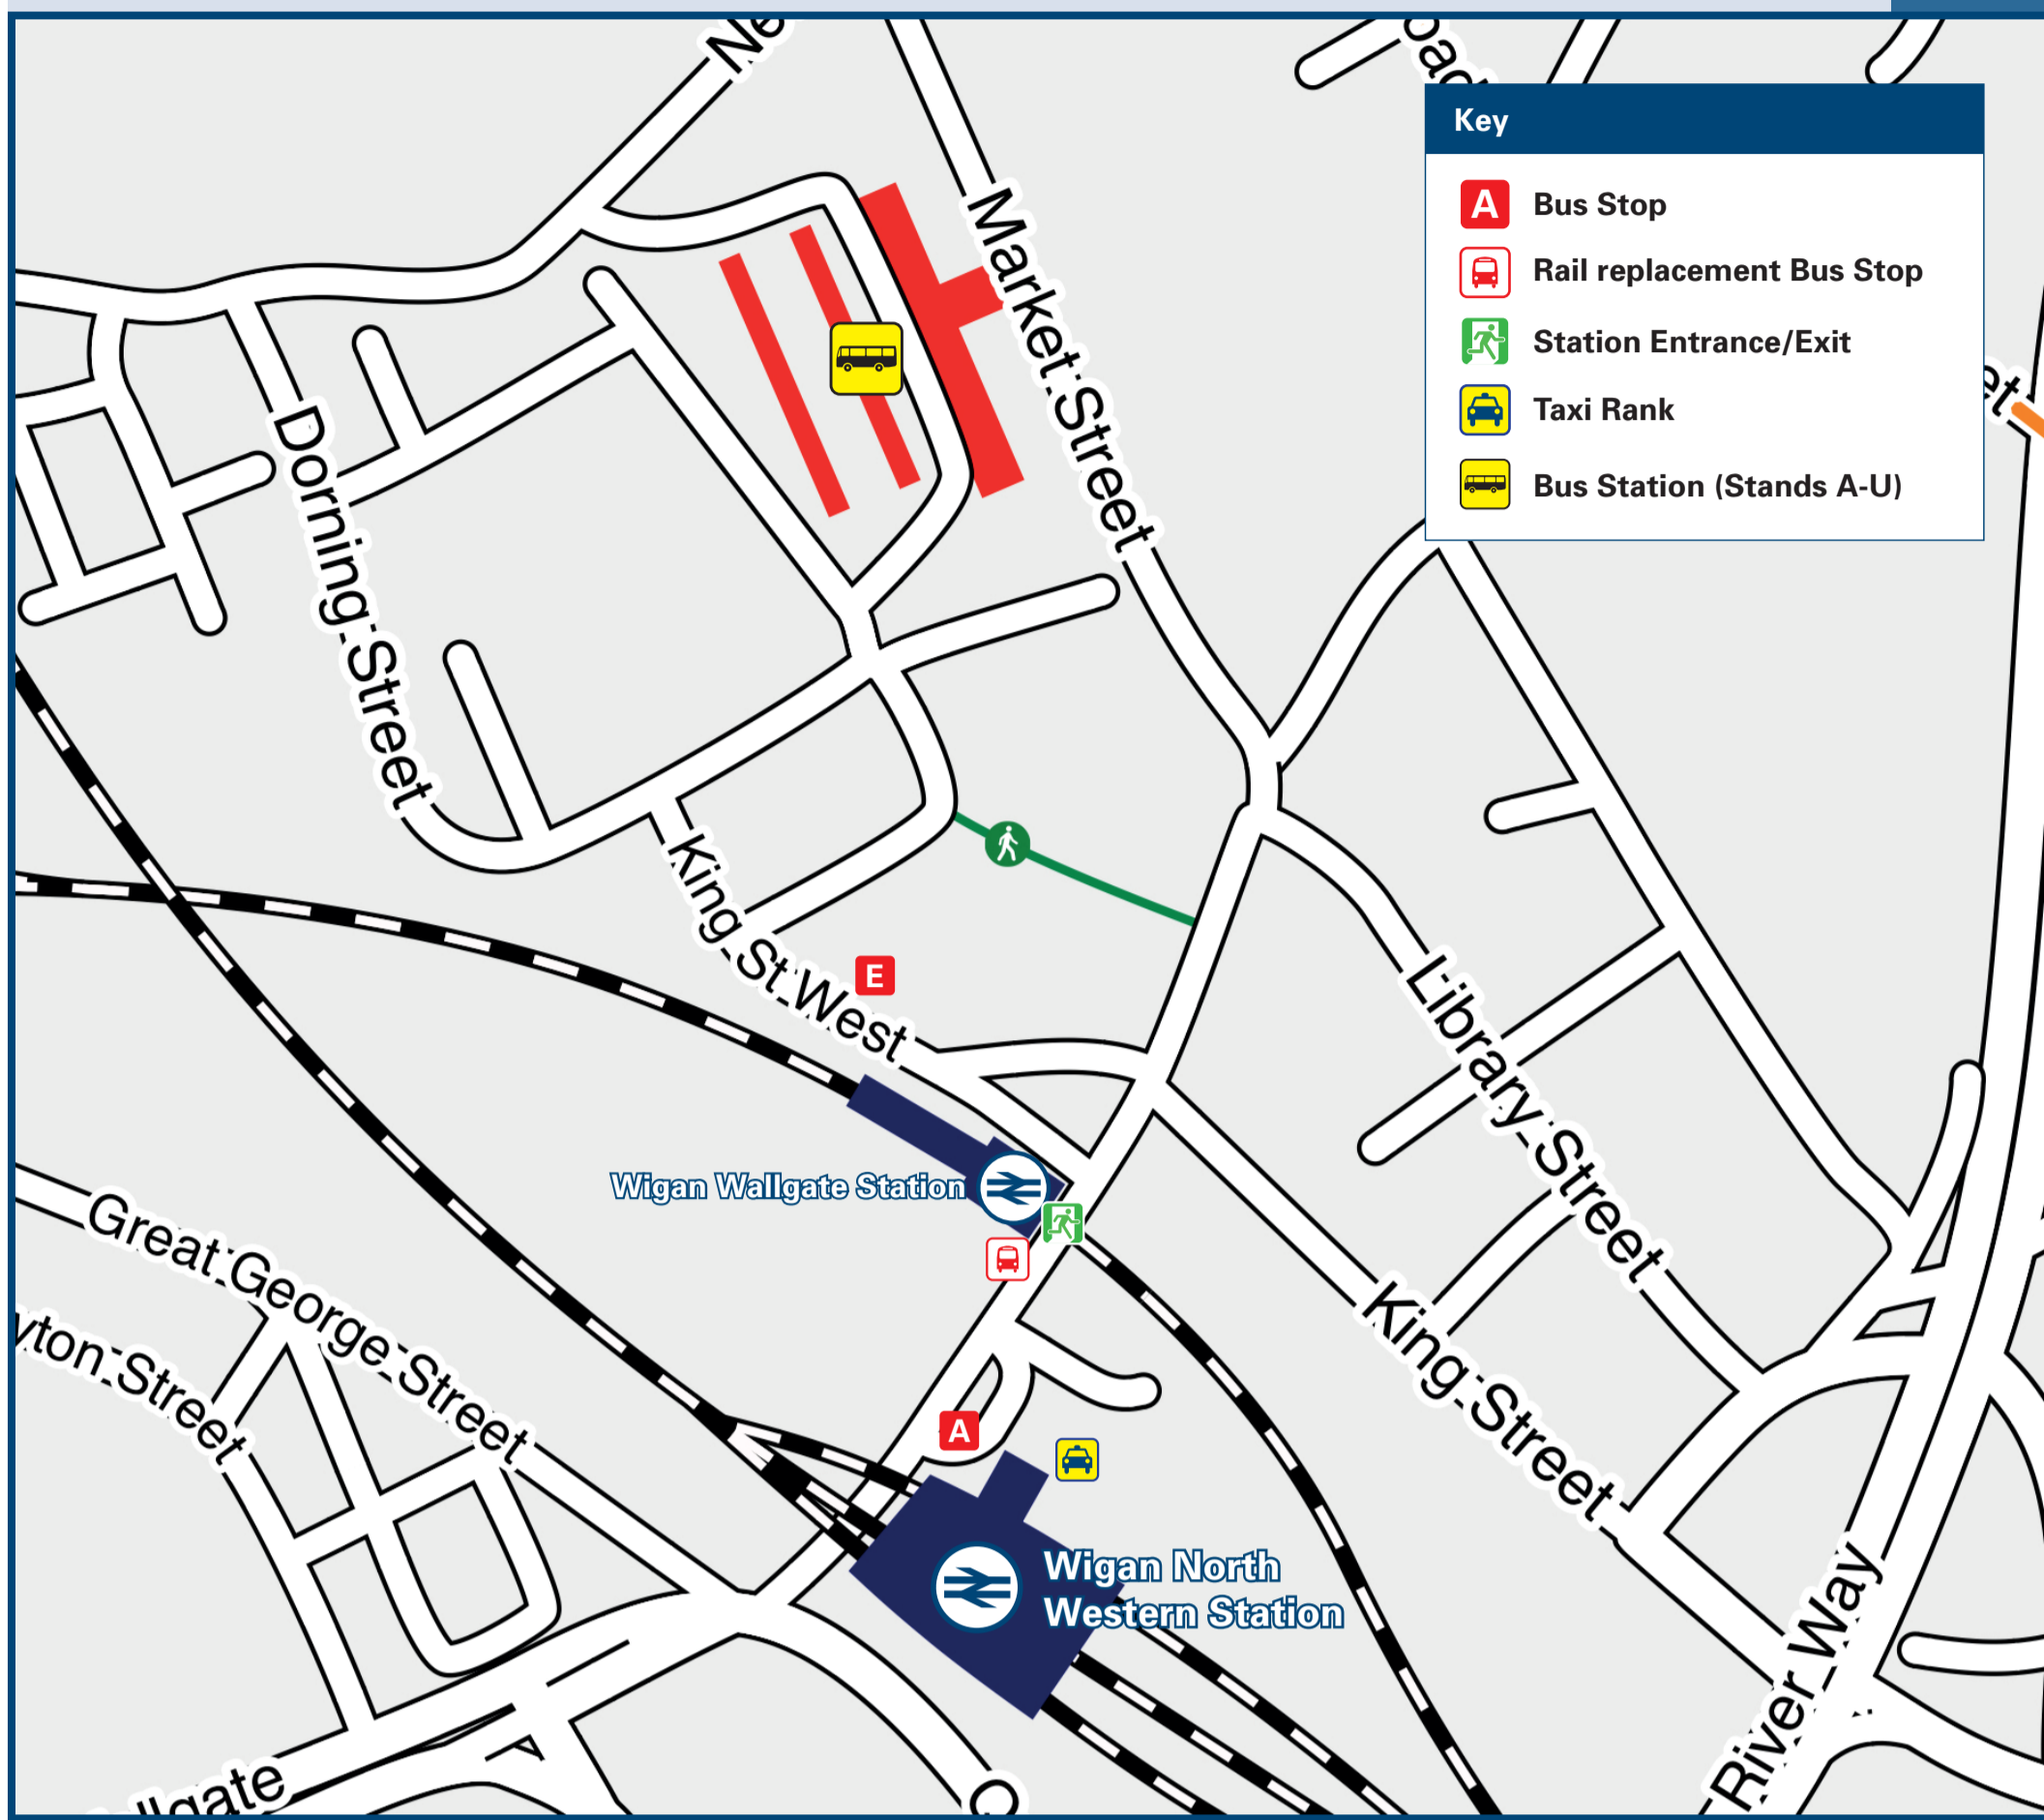 Key
A Bus Stop
Rail replacement Bus Stop
Station Entrance/Exit
Taxi Rank
Bus Station (Stands A-U)
Market Street
Dorning Street
King St West
E
Library Street
Wigan Wallgate Station
Great George Street
King Street
A
Wigan North
Western Station
River Way